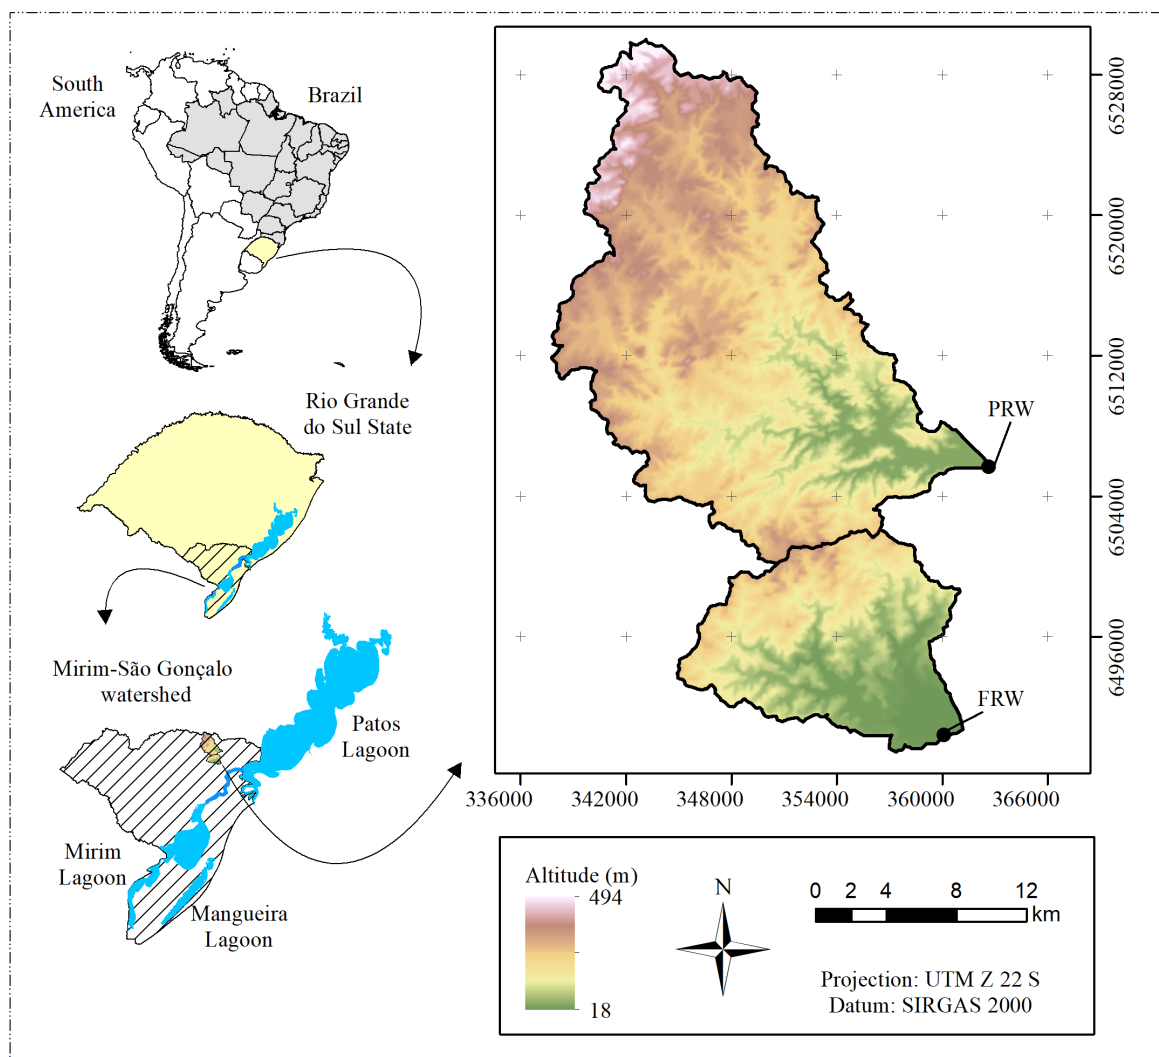 South
America
Brazil
Rio Grande
do Sul State
Mirim-São Gonçalo
watershed
Patos
Lagoon
Mirim
Lagoon
Mangueira
Lagoon
PRW
FRW
6528000
6520000
6512000
6504000
6496000
336000 342000 348000 354000 360000 366000
Altitude (m)
494
18
N
0 2 4 8 12
km
Projection: UTM Z 22 S
Datum: SIRGAS 2000